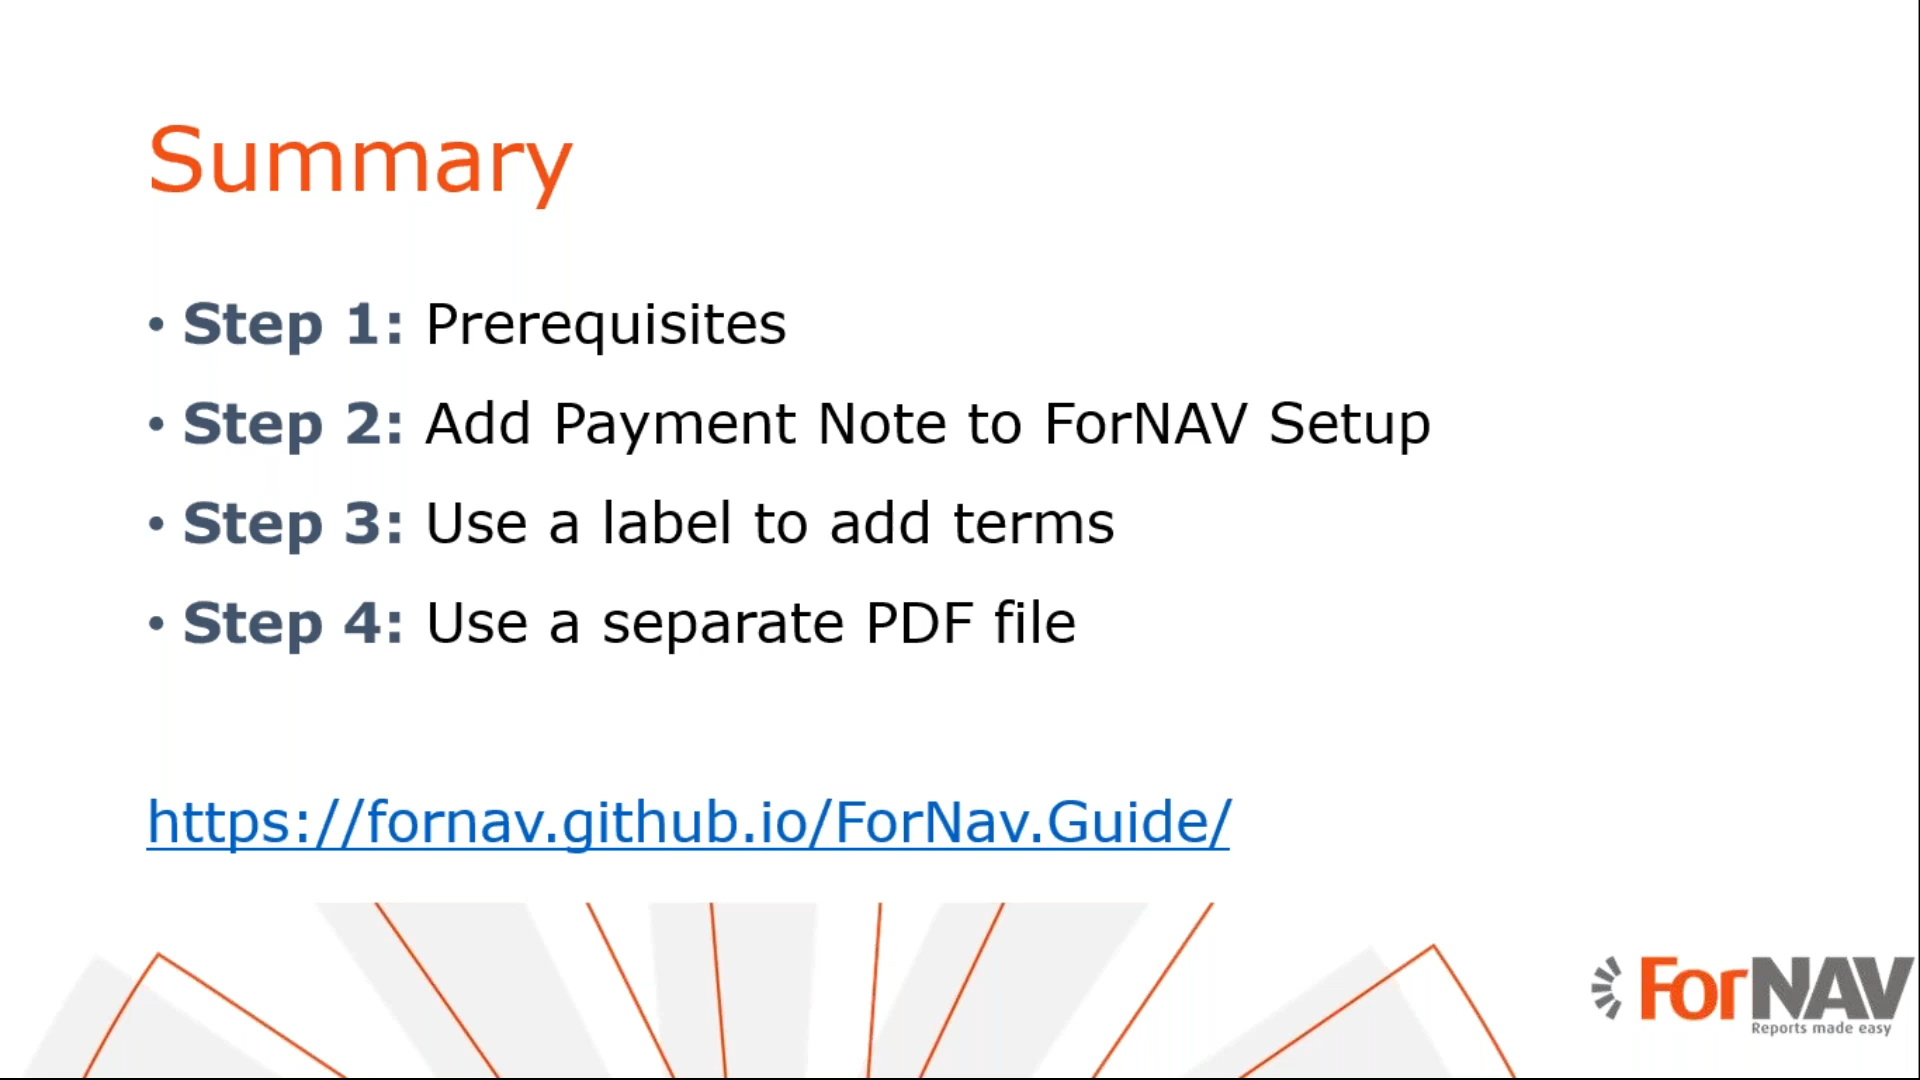 Summary
• Step 1: Prerequisites
• Step 2: Add Payment Note to ForNAV Setup
• Step 3: Use a label to add terms
• Step 4: Use a separate PDF file
https://fornav.github.io/ForNav.Guide/
ForNAV
Reports made easy